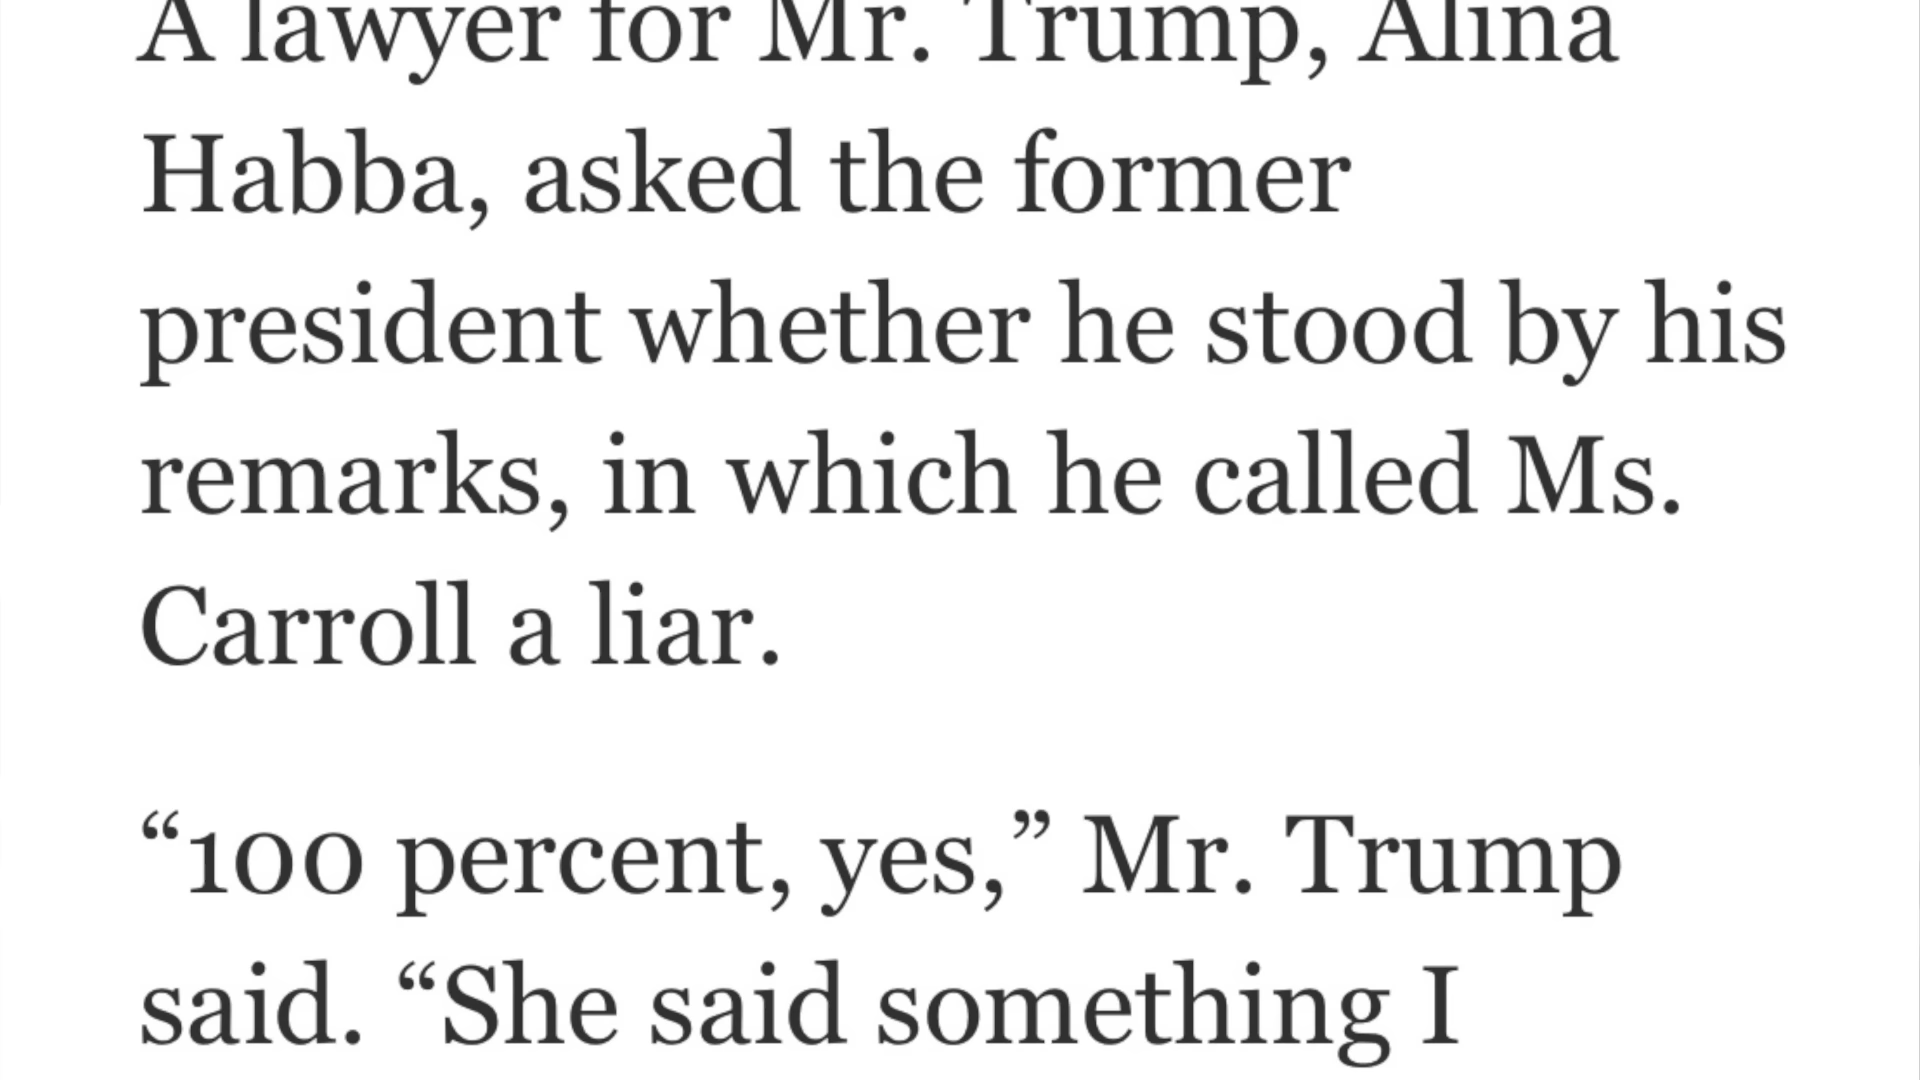 A lawyer for Mr. Trump, Alina
Habba, asked the former
president whether he stood by his
remarks, in which he called Ms.
Carroll a liar.
“100 percent, yes,” Mr. Trump
said. “She said something I